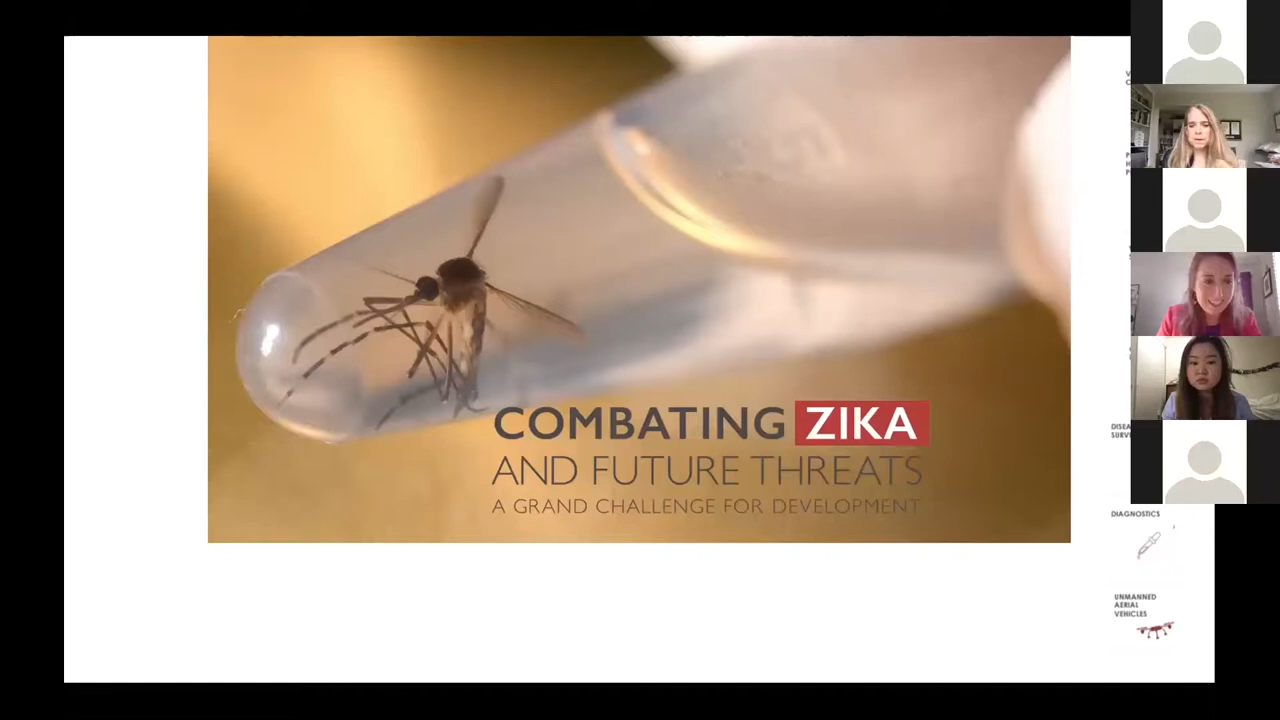 COMBATING ZIKA
AND FUTURE THREATS
A GRAND CHALLENGE FOR DEVELOPMENT
DIAGNOSTICS
UNMANNED
AERIAL
VEHICLES